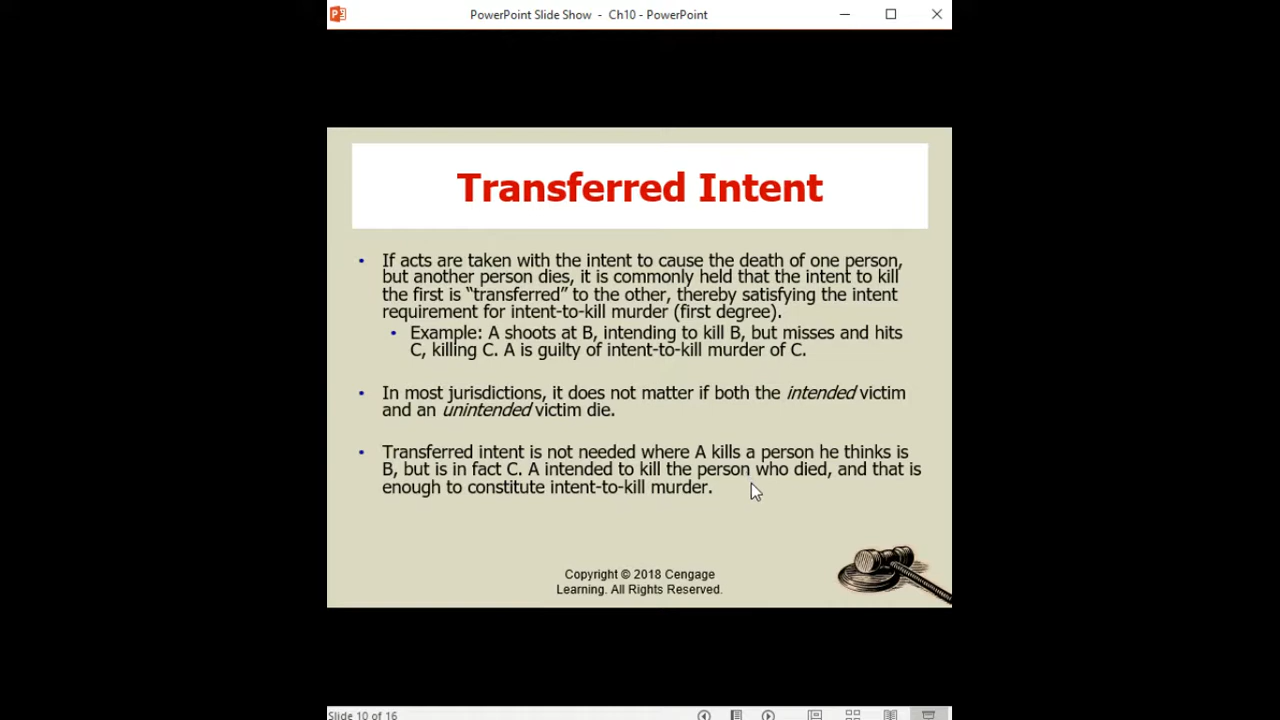 PowerPoint Slide Show - Ch10 - PowerPoint
Transferred Intent
• If acts are taken with the intent to cause the death of one person,
but another person dies, it is commonly held that the intent to kill
the first is “transferred” to the other, thereby satisfying the intent
requirement for intent-to-kill murder (first degree).
• Example: A shoots at B, intending to kill B, but misses and hits
C, killing C. A is guilty of intent-to-kill murder of C.
• In most jurisdictions, it does not matter if both the intended victim
and an unintended victim die.
• Transferred intent is not needed where A kills a person he thinks is
B, but is in fact C. A intended to kill the person who died, and that is
enough to constitute intent-to-kill murder.
Copyright © 2018 Cengage
Learning. All Rights Reserved.
Slide 10 of 16